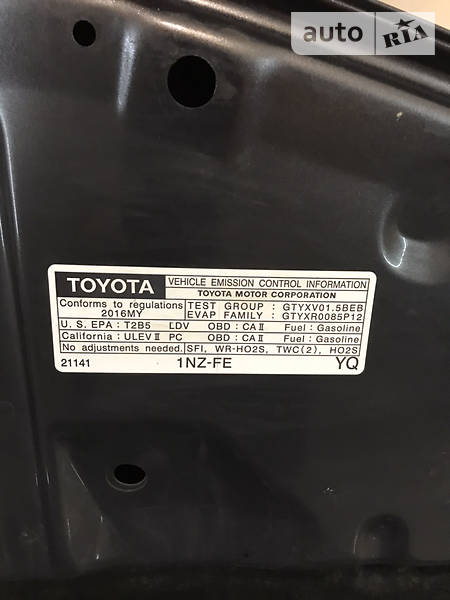 auto RIA
TOYOTA VEHICLE EMISSION CONTROL INFORMATION
TOYOTA MOTOR CORPORATION
Conforms to regulations TEST GROUP : GTYXV01.5BEB
2016MY EVAP FAMILY : GTYXR0085P12
U.S. EPA : T2B5 LDV OBD : CA II Fuel : Gasoline
California : ULEV II PC OBD : CA II Fuel : Gasoline
No adjustments needed. SFI, WR-HO2S, TWC(2), HO2S
21141 1NZ-FE YQ